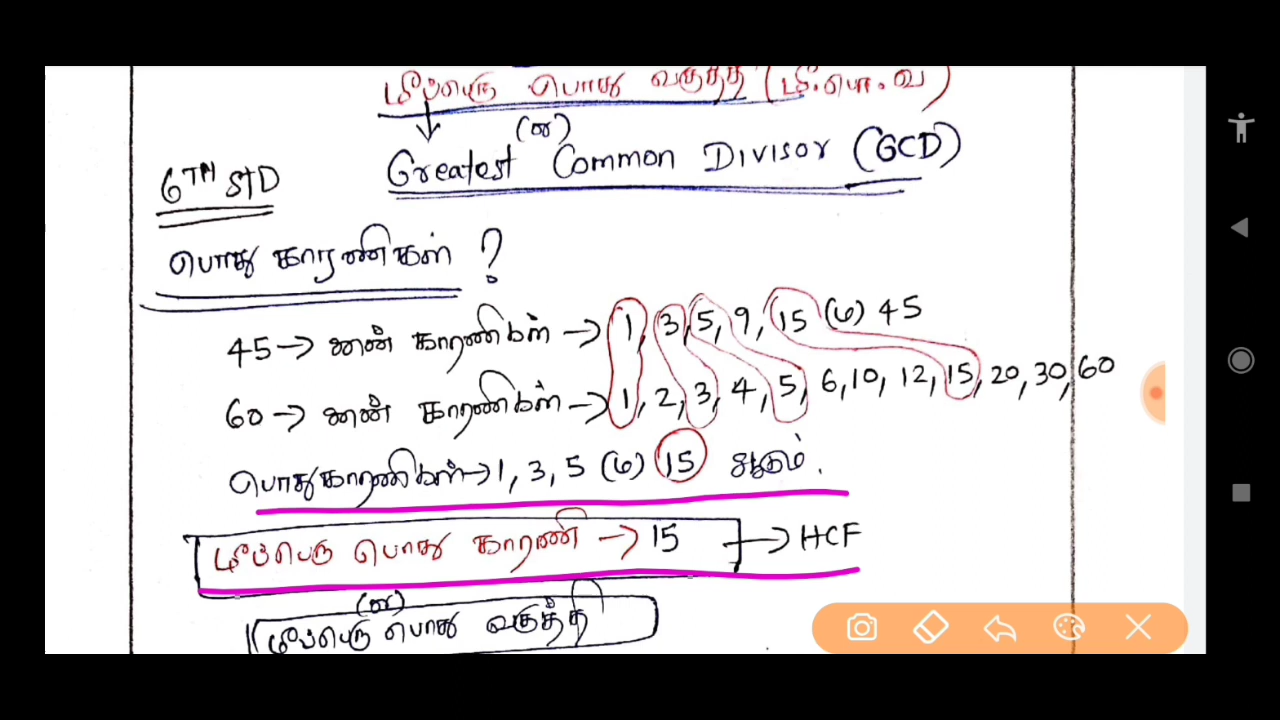 மீப்பெரு பொது வகுத்தி (மீ.பொ.வ)
(அ)
Greatest Common Divisor (GCD)
6TH STD
பொது காரணிகள் ?
45 → ன் காரணிகள் → 1, 3, 5, 9, 15 (ம) 45
60 → ன் காரணிகள் → 1, 2, 3, 4, 5, 6, 10, 12, 15, 20, 30, 60
பொதுகாரணிகள் → 1, 3, 5 (ம) 15 ஆகும்.
மீப்பெரு பொது காரணி → 15 → HCF
(அ)
மீப்பெரு பொது வகுத்தி